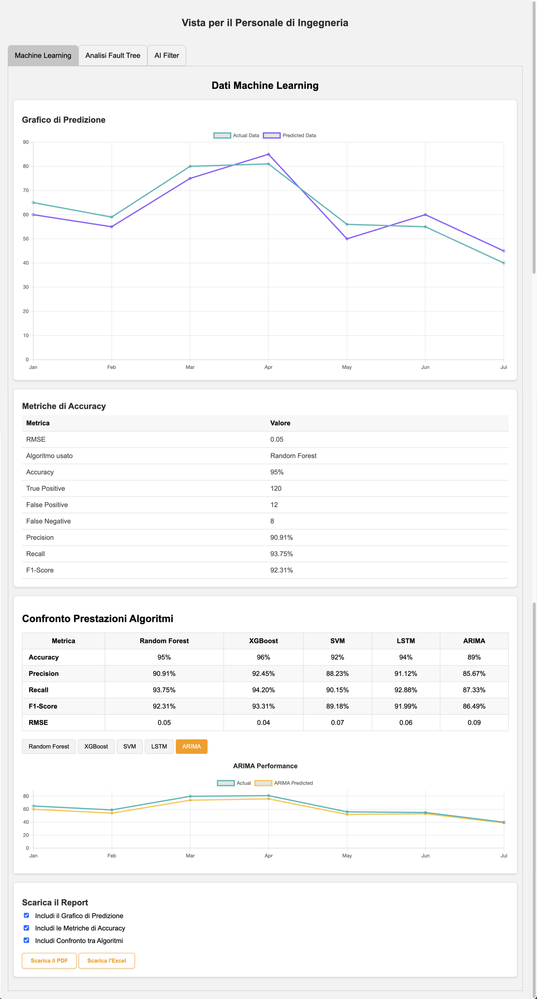 Vista per il Personale di Ingegneria
Machine Learning Analisi Fault Tree AI Filter
Dati Machine Learning
Grafico di Predizione
Actual Data Predicted Data
90
80
70
60
50
40
30
20
10
0
Jan Feb Mar Apr May Jun Jul
Metriche di Accuracy
Metrica Valore
RMSE 0.05
Algoritmo usato Random Forest
Accuracy 95%
True Positive 120
False Positive 12
False Negative 8
Precision 90.91%
Recall 93.75%
F1-Score 92.31%
Confronto Prestazioni Algoritmi
Metrica Random Forest XGBoost SVM LSTM ARIMA
Accuracy 95% 96% 92% 94% 89%
Precision 90.91% 92.45% 88.23% 91.12% 85.67%
Recall 93.75% 94.20% 90.15% 92.88% 87.33%
F1-Score 92.31% 93.31% 89.18% 91.99% 86.49%
RMSE 0.05 0.04 0.07 0.06 0.09
Random Forest XGBoost SVM LSTM ARIMA
ARIMA Performance
Actual ARIMA Predicted
80
60
40
20
0
Jan Feb Mar Apr May Jun Jul
Scarica il Report
Includi il Grafico di Predizione
Includi le Metriche di Accuracy
Includi Confronto tra Algoritmi
Scarica il PDF Scarica l'Excel